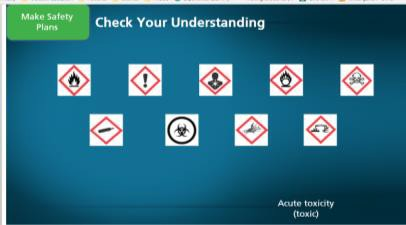 Make Safety
Plans
Check Your Understanding
Acute toxicity
(toxic)